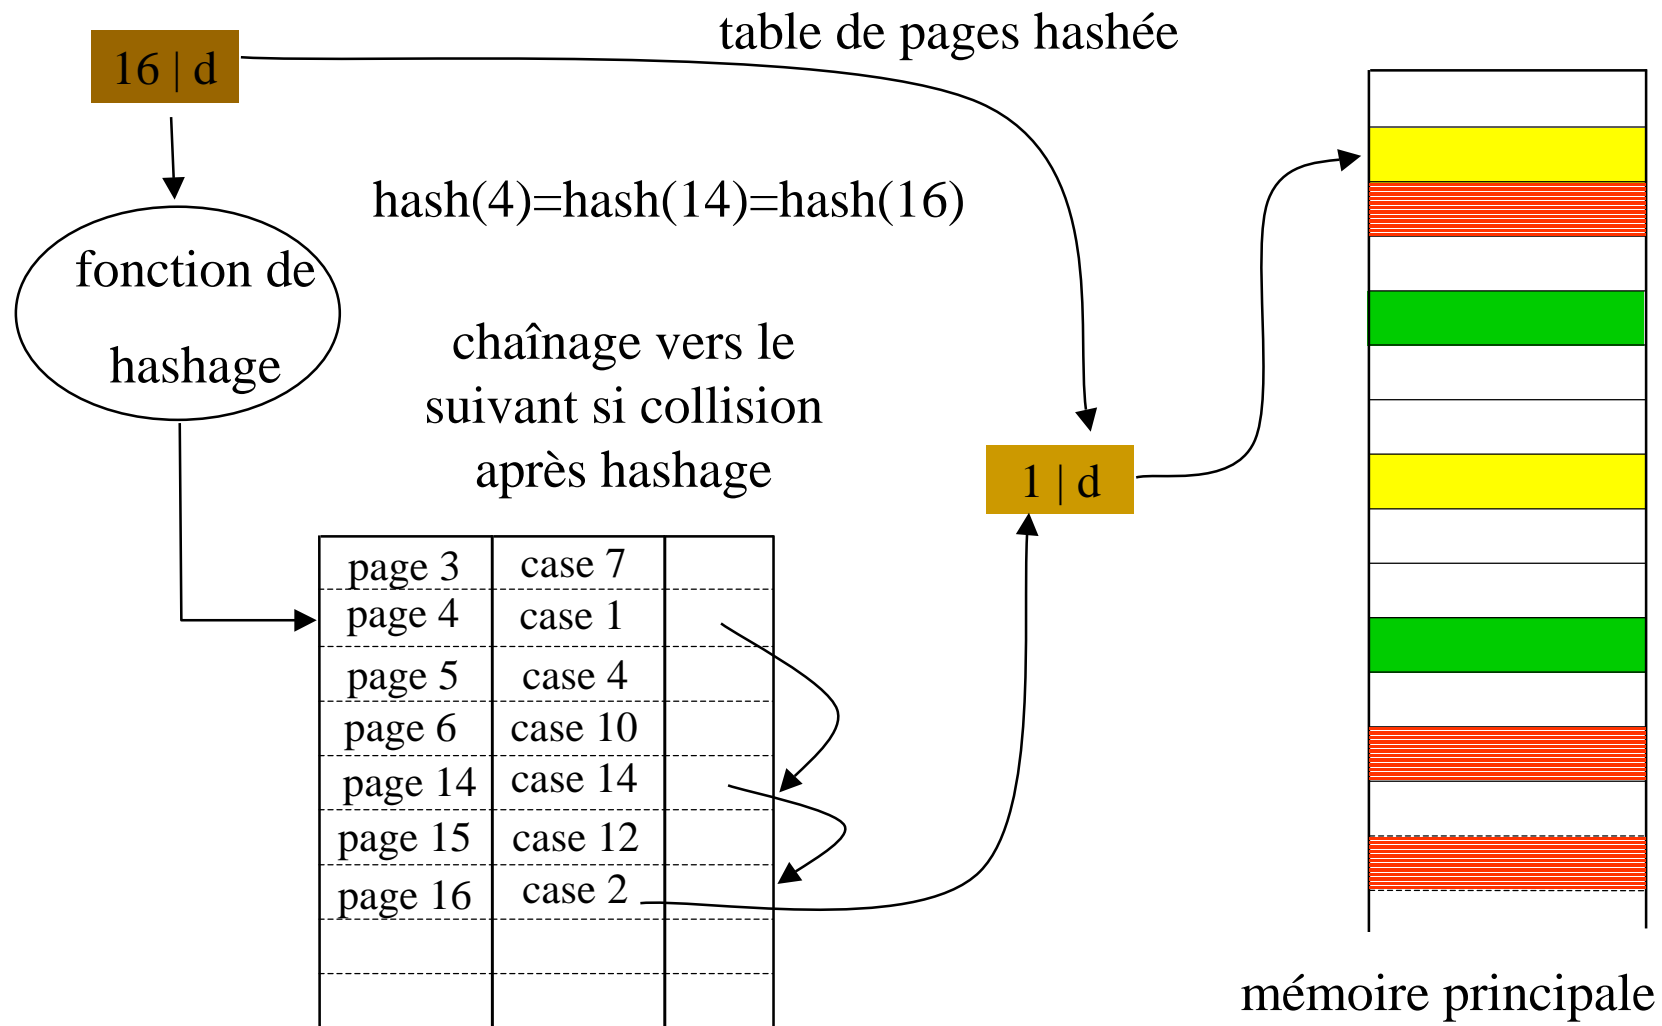 table de pages hashée
16 | d
hash(4)=hash(14)=hash(16)
fonction de
hashage
chaînage vers le
suivant si collision
après hashage
1 | d
page 3 case 7
page 4 case 1
page 5 case 4
page 6 case 10
page 14 case 14
page 15 case 12
page 16 case 2
mémoire principale